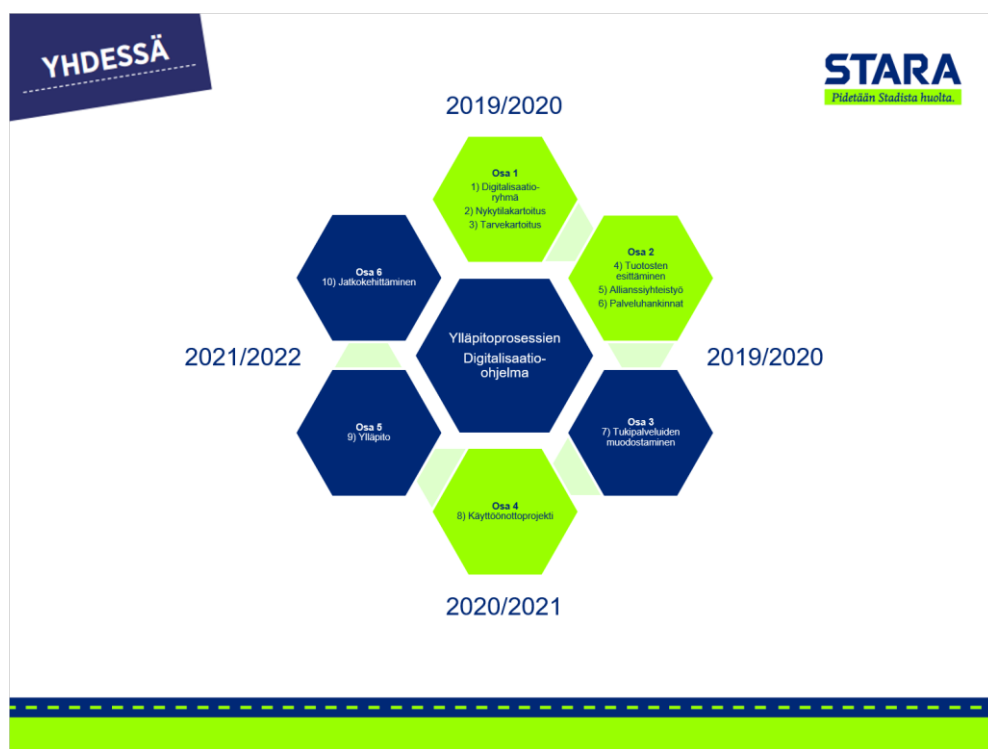 YHDESSÄ
STARA
Pidetään Stadista huolta.
2019/2020
Osa 1
1) Digitalisaatio-
ryhmä
2) Nykytilakartoitus
3) Tarvekartoitus
Osa 2
4) Tuotosten
esittäminen
5) Allianssiyhteistyö
6) Palveluhankinnat
2019/2020
Osa 3
7) Tukipalveluiden
muodostaminen
Osa 4
8) Käyttöönottoprojekti
2020/2021
Osa 5
9) Ylläpito
2021/2022
Osa 6
10) Jatkokehittäminen
Ylläpitoprosessien
Digitalisaatio-
ohjelma